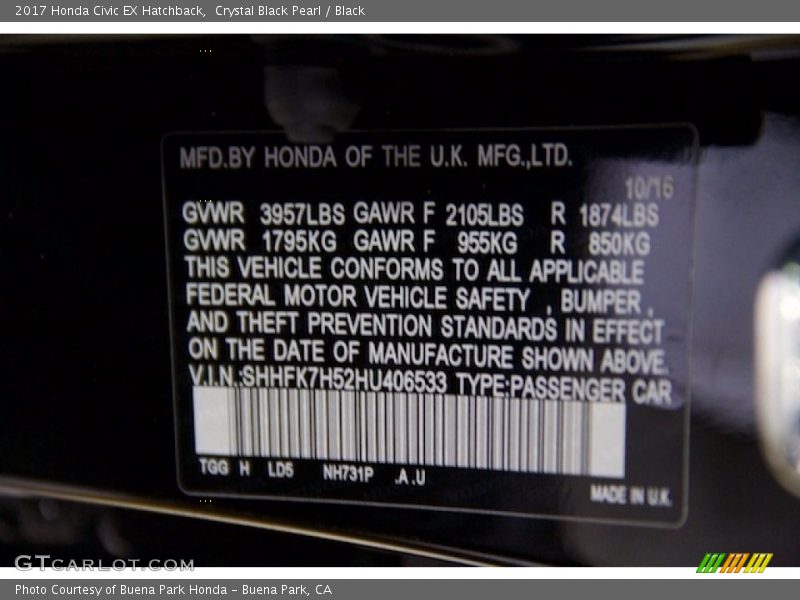 2017 Honda Civic EX Hatchback, Crystal Black Pearl / Black
MFD.BY HONDA OF THE U.K. MFG.,LTD.
10/16
GVWR 3957LBS GAWR F 2105LBS R 1874LBS
GVWR 1795KG GAWR F 955KG R 850KG
THIS VEHICLE CONFORMS TO ALL APPLICABLE
FEDERAL MOTOR VEHICLE SAFETY , BUMPER ,
AND THEFT PREVENTION STANDARDS IN EFFECT
ON THE DATE OF MANUFACTURE SHOWN ABOVE.
V.I.N.:SHHFK7H52HU406533 TYPE:PASSENGER CAR
TGG H LD5 NH731P .A .U
MADE IN U.K.
GTCARLOT.COM
Photo Courtesy of Buena Park Honda - Buena Park, CA